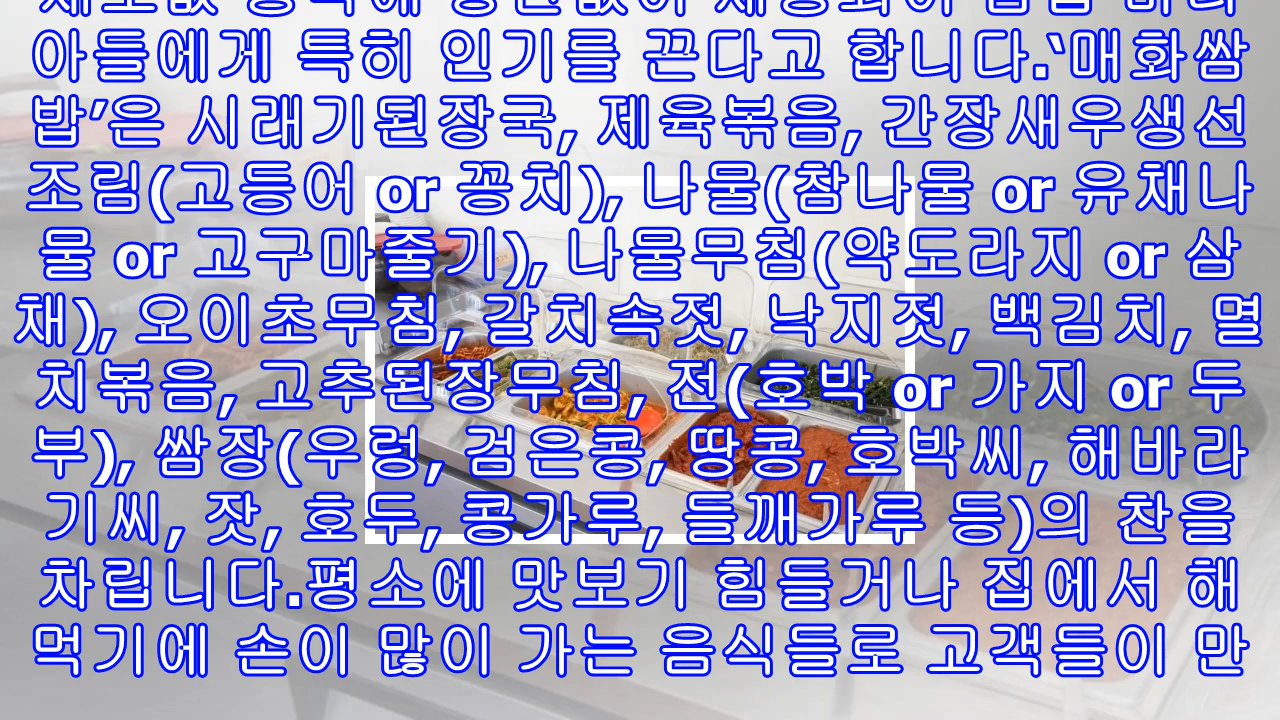 아들에게 특히 인기를 끈다고 합니다.‘매화쌈
밥’은 시래기된장국, 제육볶음, 간장새우생선
조림(고등어 or 꽁치), 나물(참나물 or 유채나
물 or 고구마줄기), 나물무침(약도라지 or 삼
채), 오이초무침, 갈치속젓, 낙지젓, 백김치, 멸
치볶음, 고추된장무침, 전(호박 or 가지 or 두
부), 쌈장(우렁, 검은콩, 땅콩, 호박씨, 해바라
기씨, 잣, 호두, 콩가루, 들깨가루 등)의 찬을
차립니다.평소에 맛보기 힘들거나 집에서 해
먹기에 손이 많이 가는 음식들로 고객들이 만